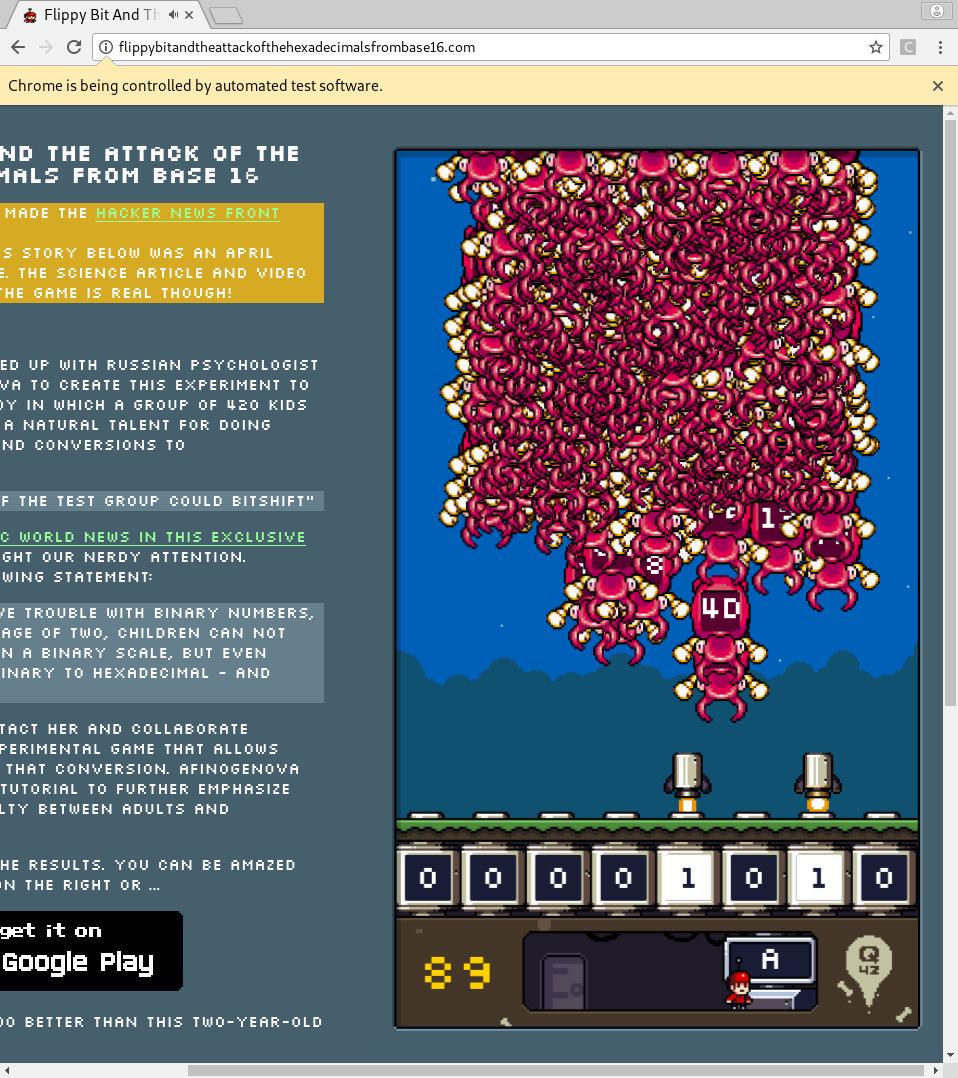 Flippy Bit And Th
flippybitandtheattackofthehexadecimalsfrombase16.com
Chrome is being controlled by automated test software.
ND THE ATTACK OF THE
MALS FROM BASE 16
MADE THE HACKER NEWS FRONT
S STORY BELOW WAS AN APRIL
E. THE SCIENCE ARTICLE AND VIDEO
THE GAME IS REAL THOUGH!
ED UP WITH RUSSIAN PSYCHOLOGIST
VA TO CREATE THIS EXPERIMENT TO
DY IN WHICH A GROUP OF 420 KIDS
A NATURAL TALENT FOR DOING
ND CONVERSIONS TO
F THE TEST GROUP COULD BITSHIFT"
C WORLD NEWS IN THIS EXCLUSIVE
GHT OUR NERDY ATTENTION.
WING STATEMENT:
VE TROUBLE WITH BINARY NUMBERS,
AGE OF TWO, CHILDREN CAN NOT
N A BINARY SCALE, BUT EVEN
INARY TO HEXADECIMAL - AND
TACT HER AND COLLABORATE
PERIMENTAL GAME THAT ALLOWS
THAT CONVERSION. AFINOGENOVA
TUTORIAL TO FURTHER EMPHASIZE
LTY BETWEEN ADULTS AND
HE RESULTS. YOU CAN BE AMAZED
ON THE RIGHT OR ...
get it on
Google Play
DO BETTER THAN THIS TWO-YEAR-OLD
8
4D
0 0 0 0 1 0 1 0
89
A
Q
42